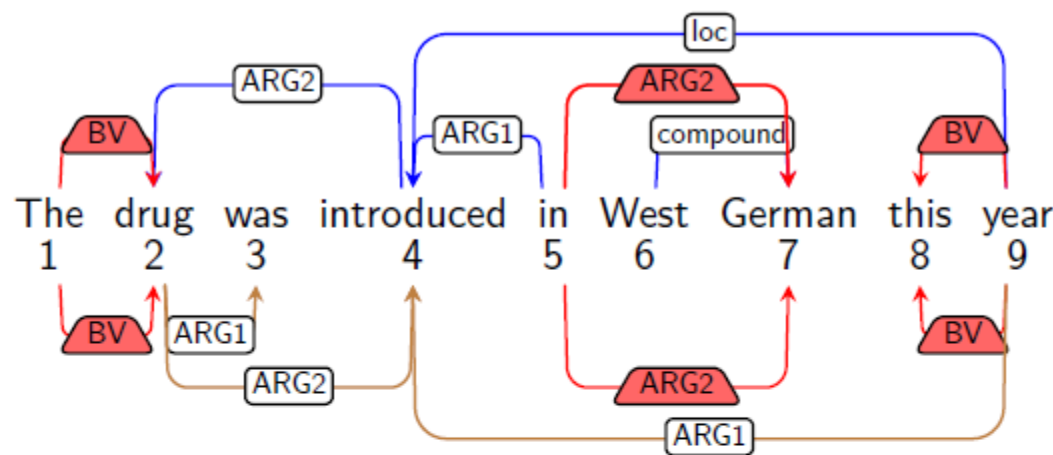 loc
ARG2 ARG2
BV ARG1 compound BV
The drug was introduced in West German this year
1 2 3 4 5 6 7 8 9
BV ARG1 BV
ARG2 ARG2
ARG1